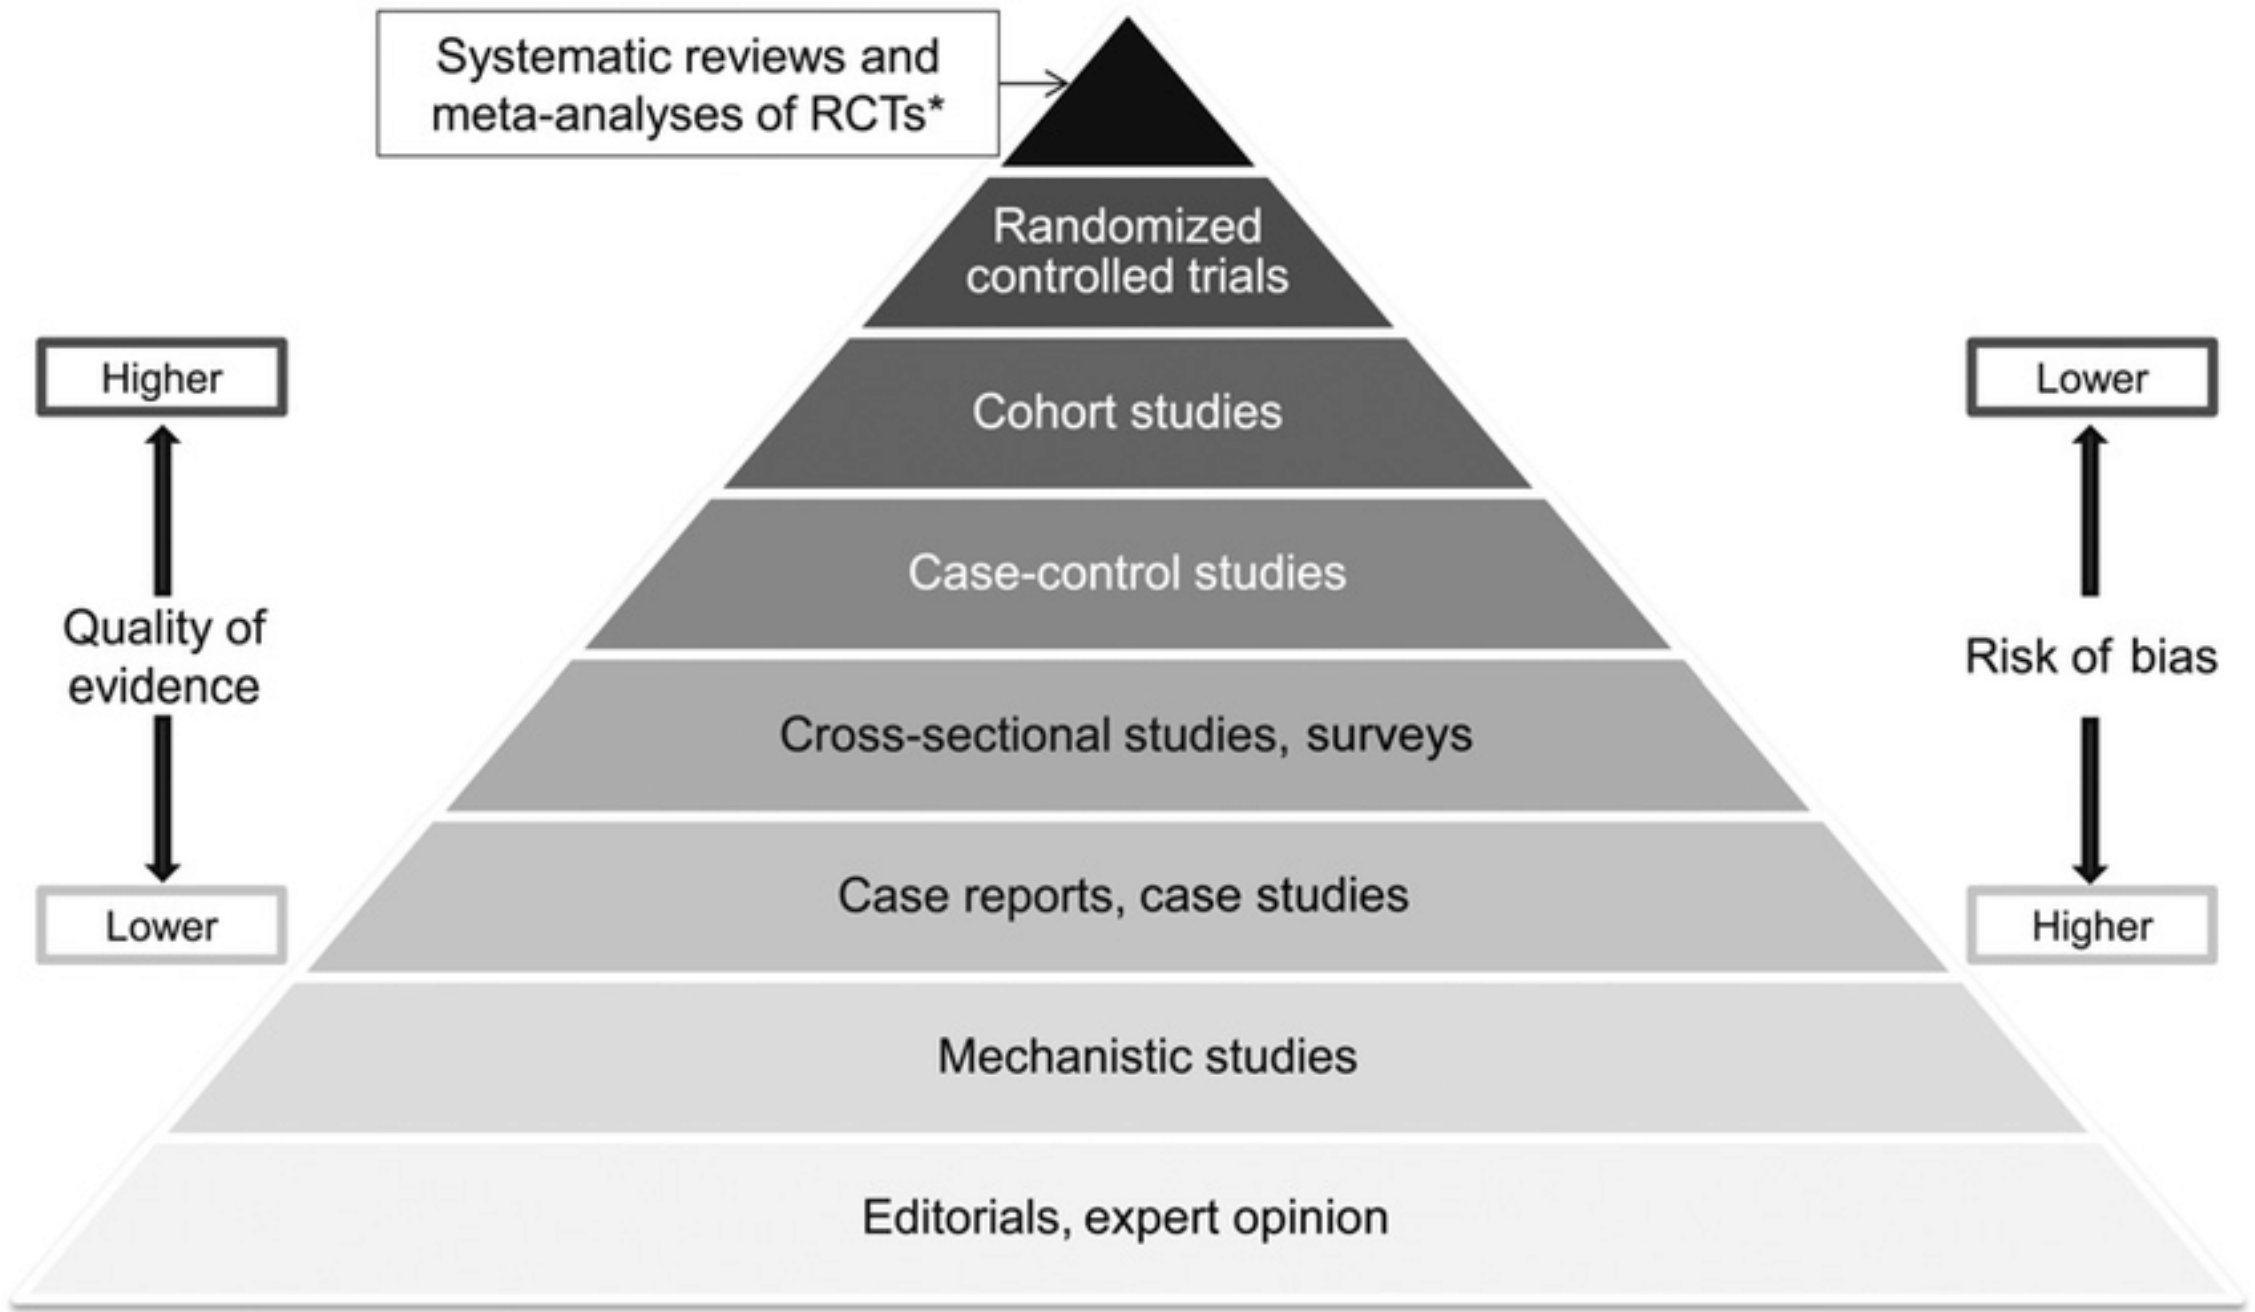 Systematic reviews and
meta-analyses of RCTs*
Randomized
controlled trials
Higher
Lower
Cohort studies
Case-control studies
Quality of
evidence
Risk of bias
Cross-sectional studies, surveys
Case reports, case studies
Lower
Higher
Mechanistic studies
Editorials, expert opinion